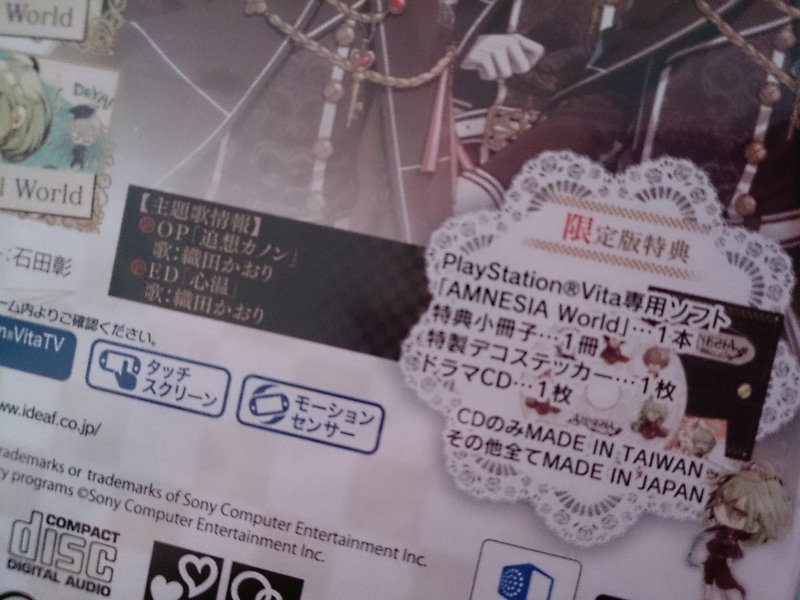 World
DeYA!
l World
:石田彰
【主題歌情報】
OP「追想カノン」
歌:織田かおり
ED「心温」
歌:織田かおり
ーム内よりご確認ください。
n®VitaTV
タッチ
スクリーン
モーション
センサー
ww.ideaf.co.jp/
rademarks or trademarks of Sony Computer Entertainment Inc.
ry programs ©Sony Computer Entertainment Inc.
COMPACT
disc
DIGITAL AUDIO
限定版特典
PlayStation®Vita専用ソフト
「AMNESIA World」…1本
特典小冊子…1冊
特製デコステッカー…1枚
ドラマCD…1枚
CDのみMADE IN TAIWAN
その他全てMADE IN JAPAN